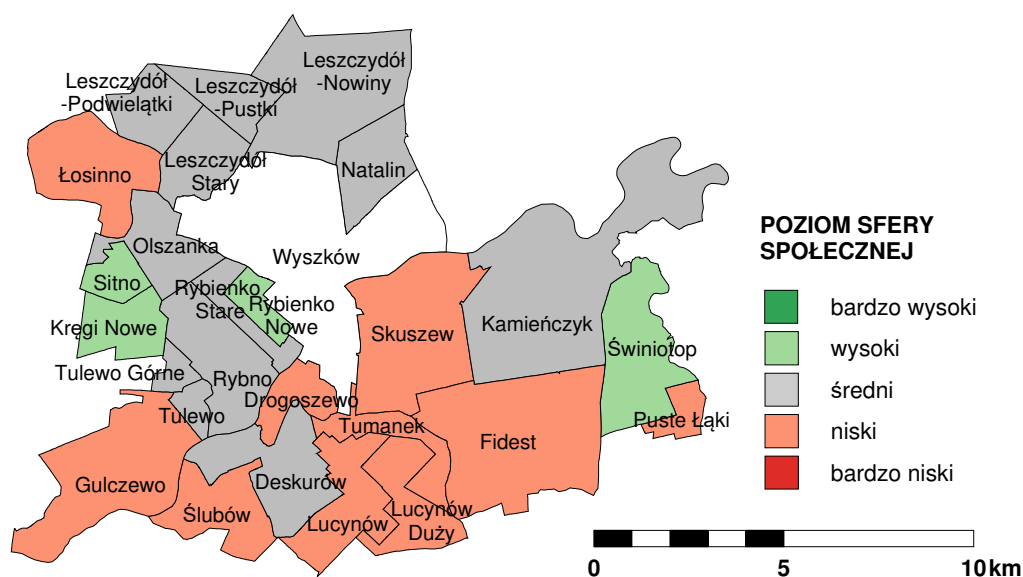 Leszczydół
-Nowiny
Leszczydół
-Podwielątki
Leszczydół
-Pustki
Leszczydół
Stary
Natalin
Łosinno
Olszanka
Wyszków
Sitno
Rybienko
Stare
Rybienko
Nowe
Kręgi Nowe
Skuszew
Kamieńczyk
Świniotop
Tulewo Górne
Rybno
Drogoszewo
Tulewo
Tumanek
Puste Łąki
Fidest
Gulczewo
Deskurów
Ślubów
Lucynów
Lucynów
Duży
POZIOM SFERY
SPOŁECZNEJ
bardzo wysoki
wysoki
średni
niski
bardzo niski
0 5 10 km